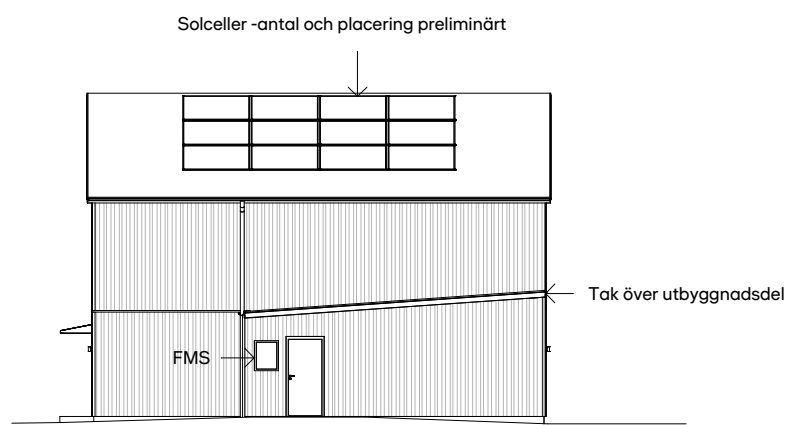 Solceller -antal och placering preliminärt
Tak över utbyggnadsdel
FMS